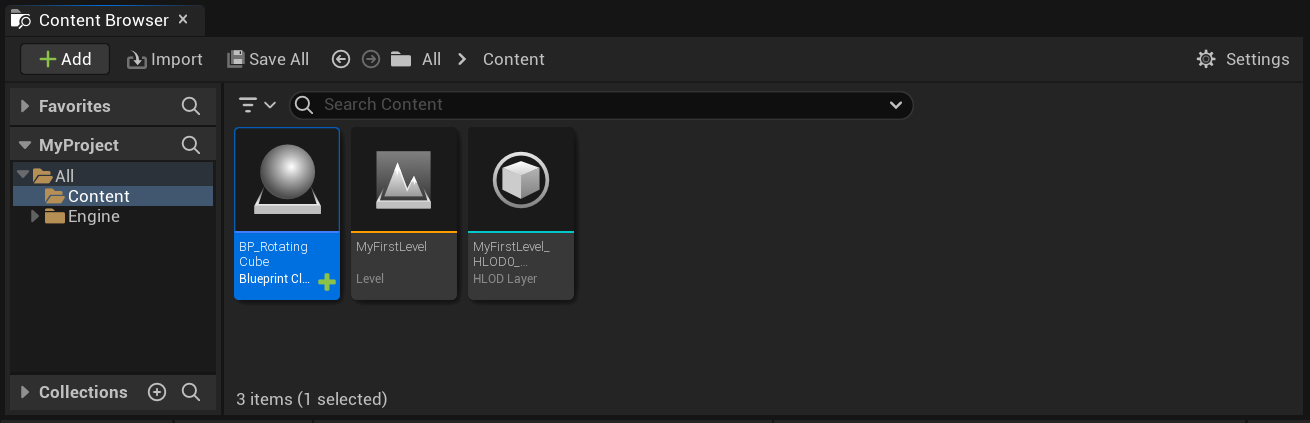 Content Browser
Add Import Save All All Content Settings
Favorites
Search Content
MyProject
All
Content
Engine
BP_Rotating
Cube
Blueprint Cl...
MyFirstLevel
Level
MyFirstLevel_
HLOD0_...
HLOD Layer
Collections
3 items (1 selected)